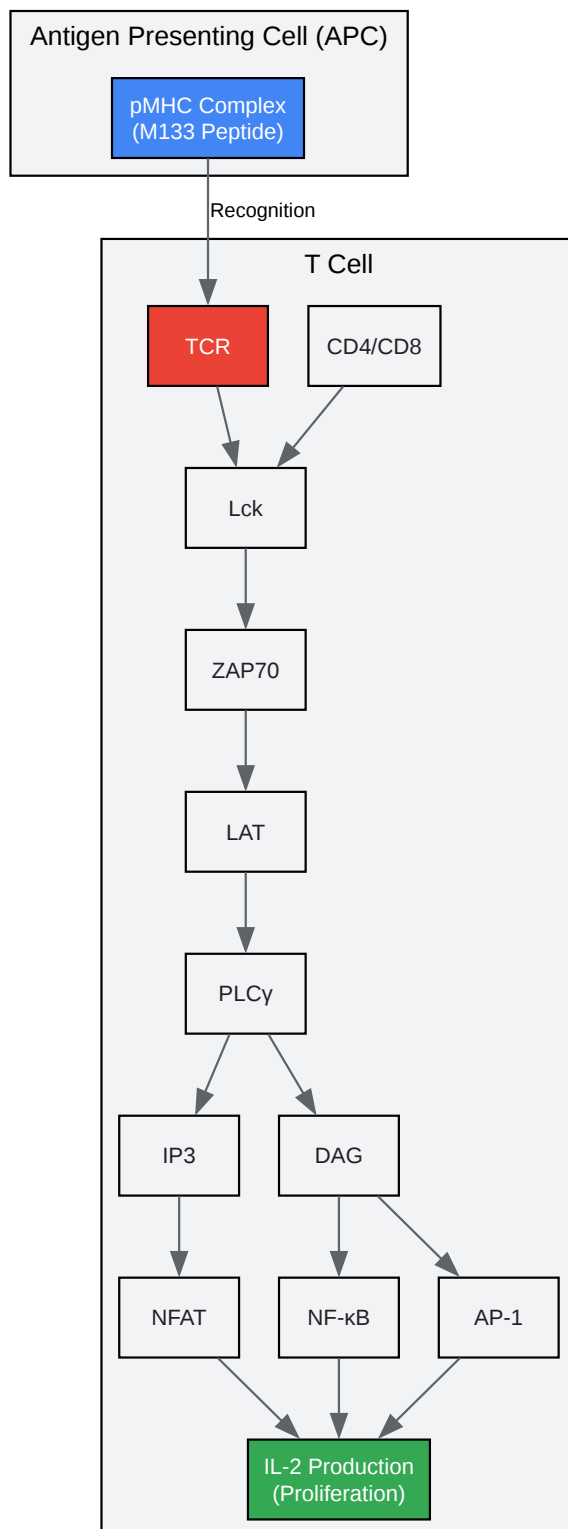 Antigen Presenting Cell (APC)
pMHC Complex
(M133 Peptide)
Recognition
T Cell
TCR
CD4/CD8
Lck
ZAP70
LAT
PLCγ
IP3
DAG
NFAT
NF-κB
AP-1
IL-2 Production
(Proliferation)